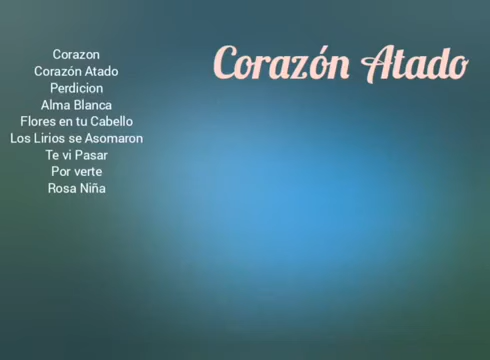 Corazón Atado
Corazon
Corazón Atado
Perdicion
Alma Blanca
Flores en tu Cabello
Los Lirios se Asomaron
Te vi Pasar
Por verte
Rosa Niña